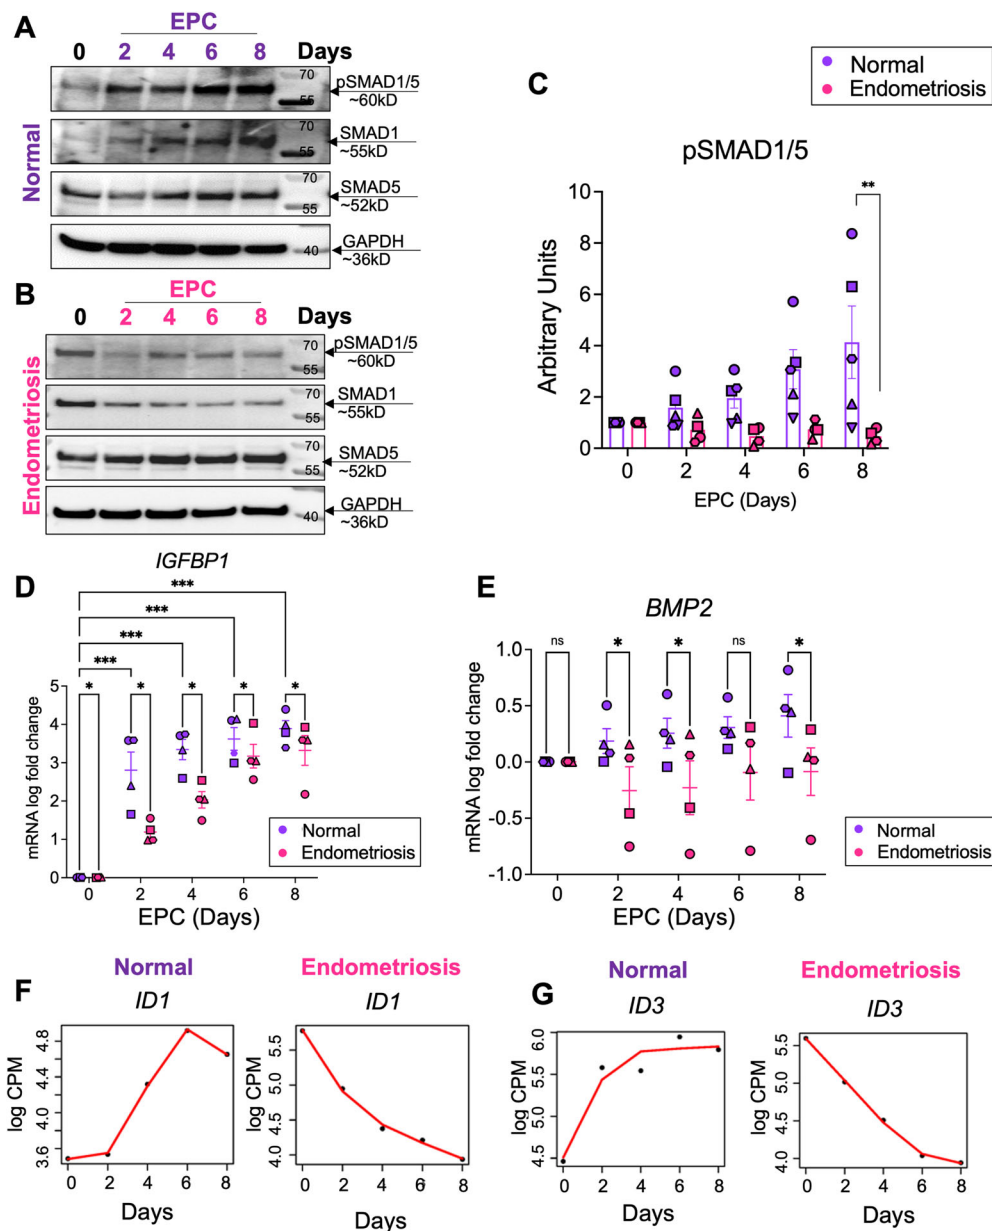 A
EPC
0 2 4 6 8 Days
Normal
70
pSMAD1/5
55
~60kD
70
SMAD1
55
~55kD
70
SMAD5
55
~52kD
GAPDH
40
~36kD
B
EPC
0 2 4 6 8 Days
Endometriosis
70
pSMAD1/5
55
~60kD
70
SMAD1
55
~55kD
70
SMAD5
55
~52kD
GAPDH
40
~36kD
Normal
Endometriosis
C
pSMAD1/5
**
Arbitrary Units
10
8
6
4
2
0
0 2 4 6 8
EPC (Days)
D
IGFBP1
***
***
***
***
* * * * *
mRNA log fold change
5
4
3
2
1
0
0 2 4 6 8
EPC (Days)
Normal
Endometriosis
E
BMP2
ns * * ns *
mRNA log fold change
1.0
0.5
0.0
-0.5
-1.0
0 2 4 6 8
EPC (Days)
Normal
Endometriosis
F
Normal
ID1
log CPM
4.8
4.4
4.0
3.6
0 2 4 6 8
Days
Endometriosis
ID1
log CPM
5.5
5.0
4.5
4.0
0 2 4 6 8
Days
G
Normal
ID3
log CPM
6.0
5.5
5.0
4.5
0 2 4 6 8
Days
Endometriosis
ID3
log CPM
5.5
5.0
4.5
4.0
0 2 4 6 8
Days